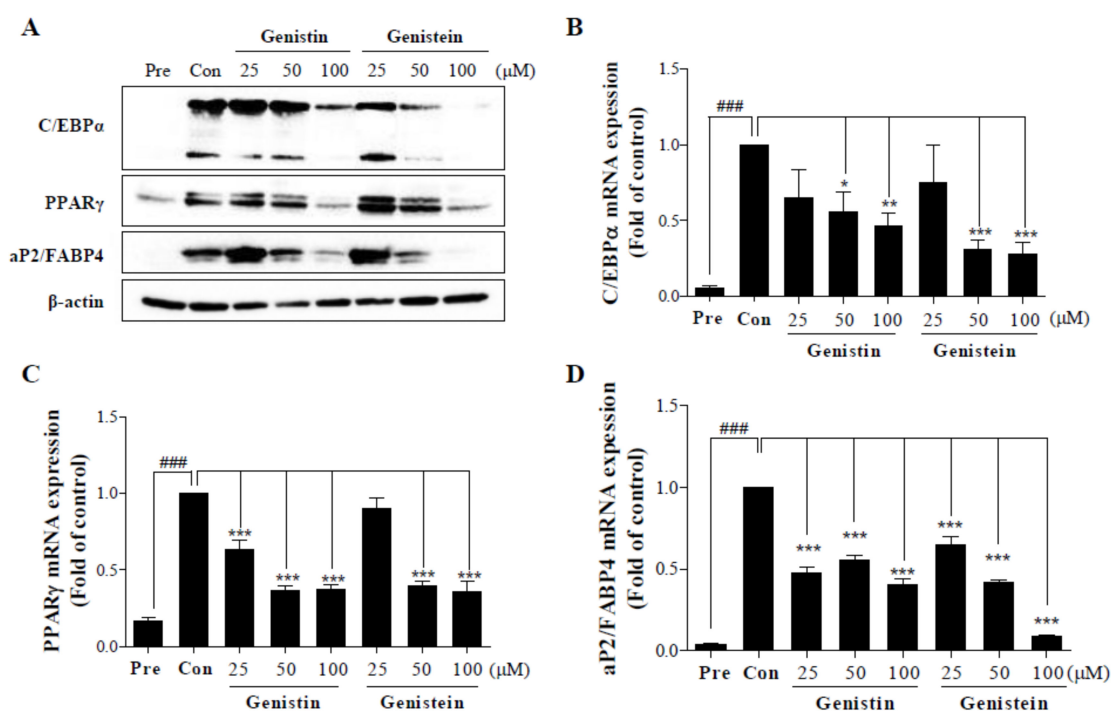 A
Genistin Genistein
Pre Con 25 50 100 25 50 100 (μM)
C/EBPα
PPARγ
aP2/FABP4
β-actin
B
C/EBPα mRNA expession
(Fold of control)
1.5
1.0
0.5
0.0
###
* ** *** ***
Pre Con 25 50 100 25 50 100 (μM)
Genistin Genistein
C
PPARγ mRNA expression
(Fold of control)
1.5
1.0
0.5
0.0
###
*** *** *** *** ***
Pre Con 25 50 100 25 50 100 (μM)
Genistin Genistein
D
aP2/FABP4 mRNA expession
(Fold of control)
1.5
1.0
0.5
0.0
###
*** *** *** *** *** ***
Pre Con 25 50 100 25 50 100 (μM)
Genistin Genistein